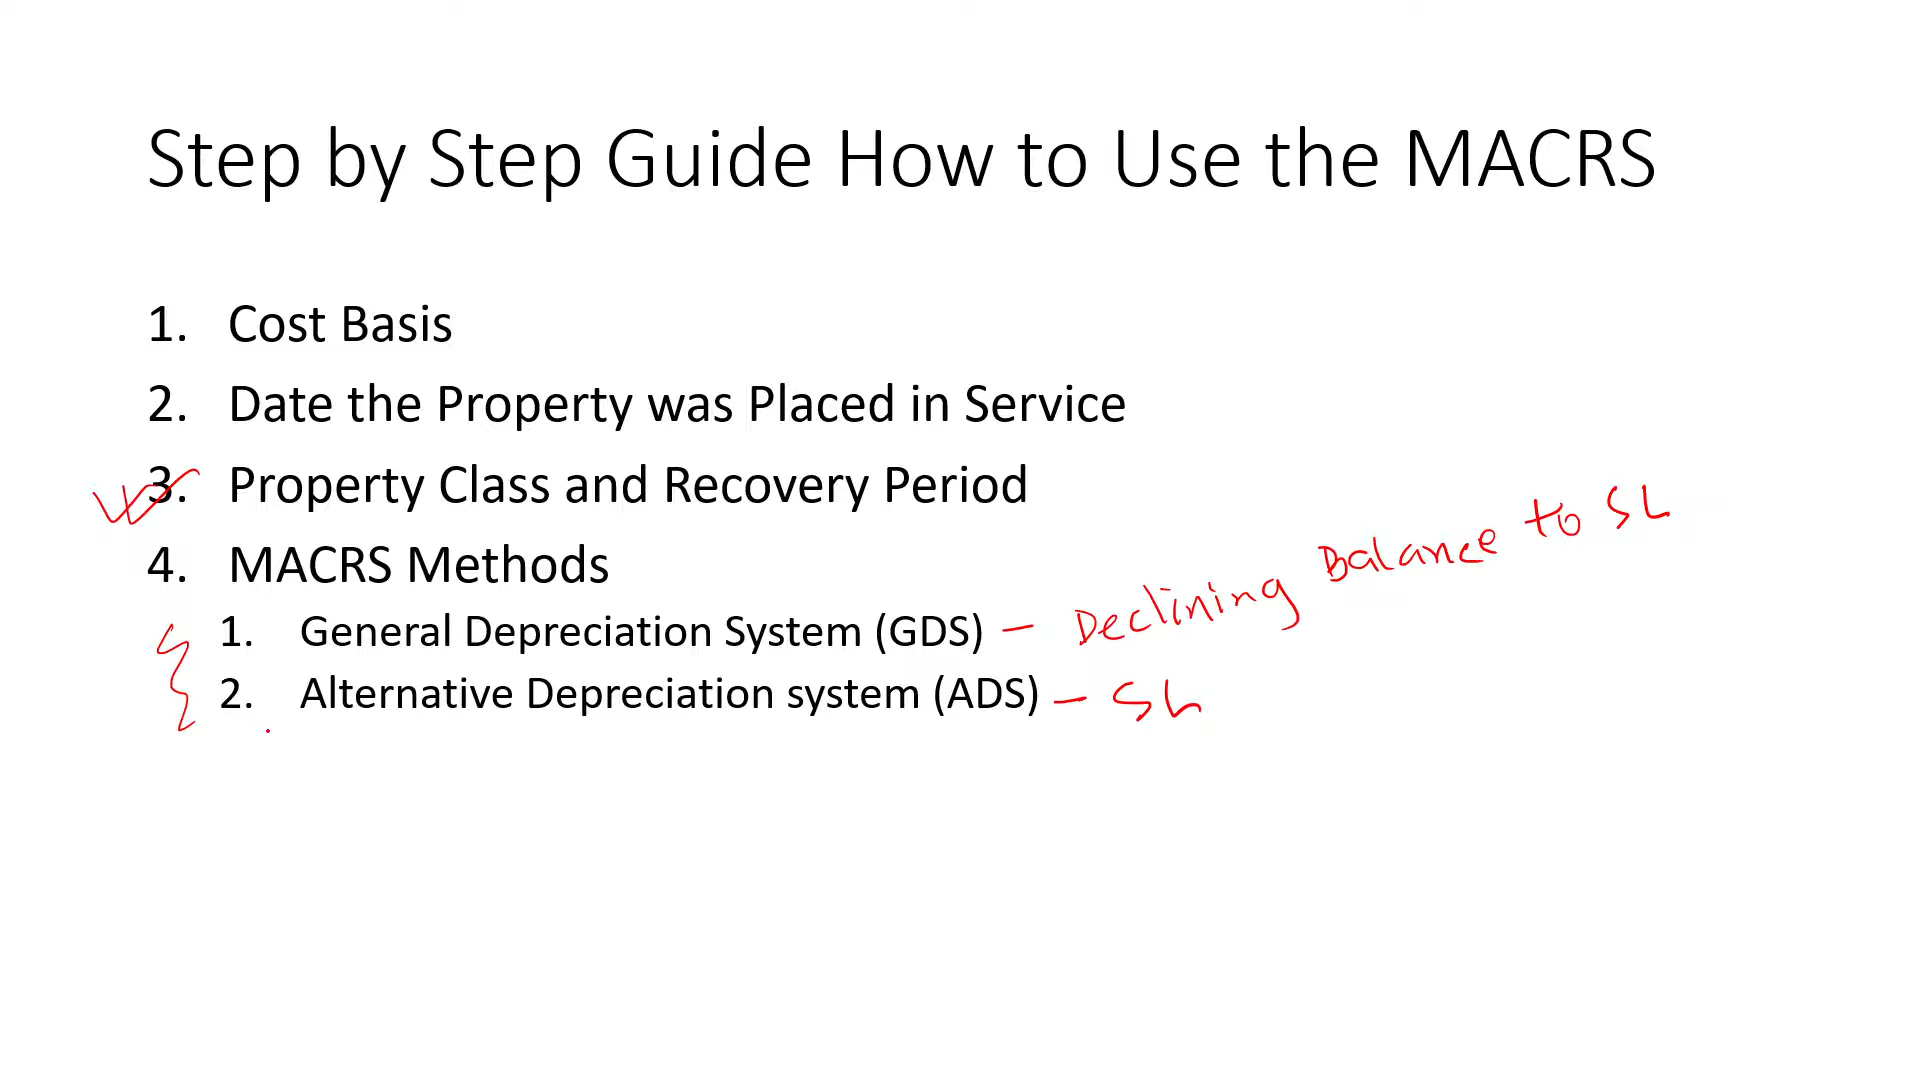 Step by Step Guide How to Use the MACRS
1. Cost Basis
2. Date the Property was Placed in Service
3. Property Class and Recovery Period
4. MACRS Methods
1. General Depreciation System (GDS) – Declining Balance to SL
2. Alternative Depreciation system (ADS) – SL